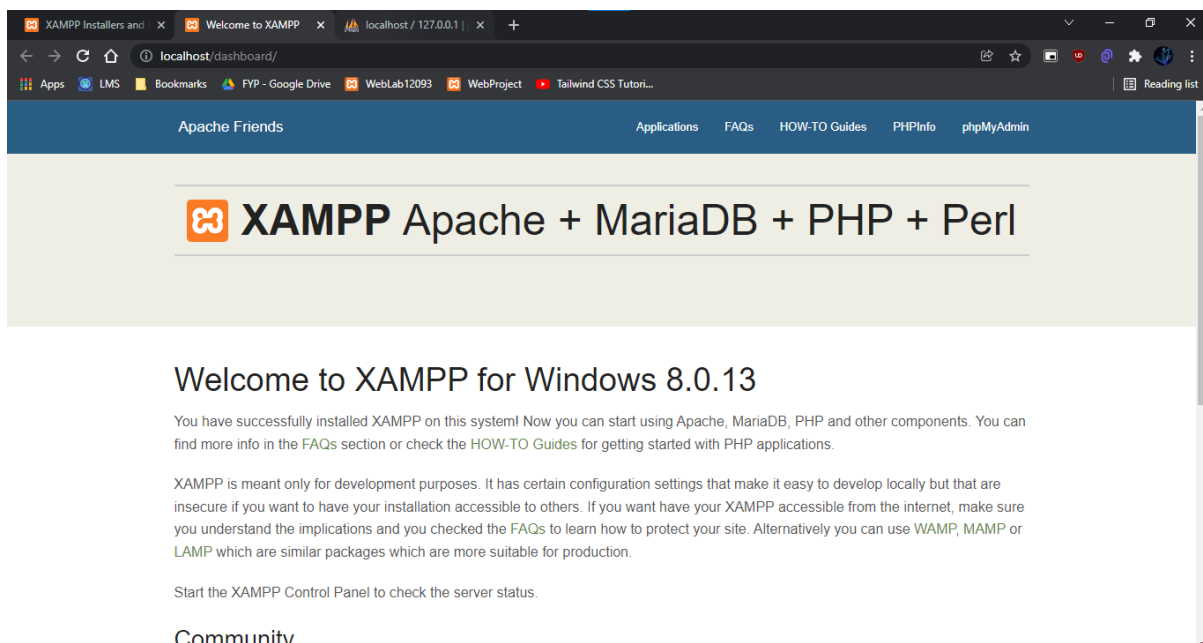 XAMPP Installers and
Welcome to XAMPP
localhost / 127.0.0.1 |
localhost/dashboard/
Apps LMS Bookmarks FYP - Google Drive WebLab12093 WebProject Tailwind CSS Tutori... Reading list
Apache Friends Applications FAQs HOW-TO Guides PHPInfo phpMyAdmin
XAMPP Apache + MariaDB + PHP + Perl
Welcome to XAMPP for Windows 8.0.13
You have successfully installed XAMPP on this system! Now you can start using Apache, MariaDB, PHP and other components. You can
find more info in the FAQs section or check the HOW-TO Guides for getting started with PHP applications.
XAMPP is meant only for development purposes. It has certain configuration settings that make it easy to develop locally but that are
insecure if you want to have your installation accessible to others. If you want have your XAMPP accessible from the internet, make sure
you understand the implications and you checked the FAQs to learn how to protect your site. Alternatively you can use WAMP, MAMP or
LAMP which are similar packages which are more suitable for production.
Start the XAMPP Control Panel to check the server status.
Community